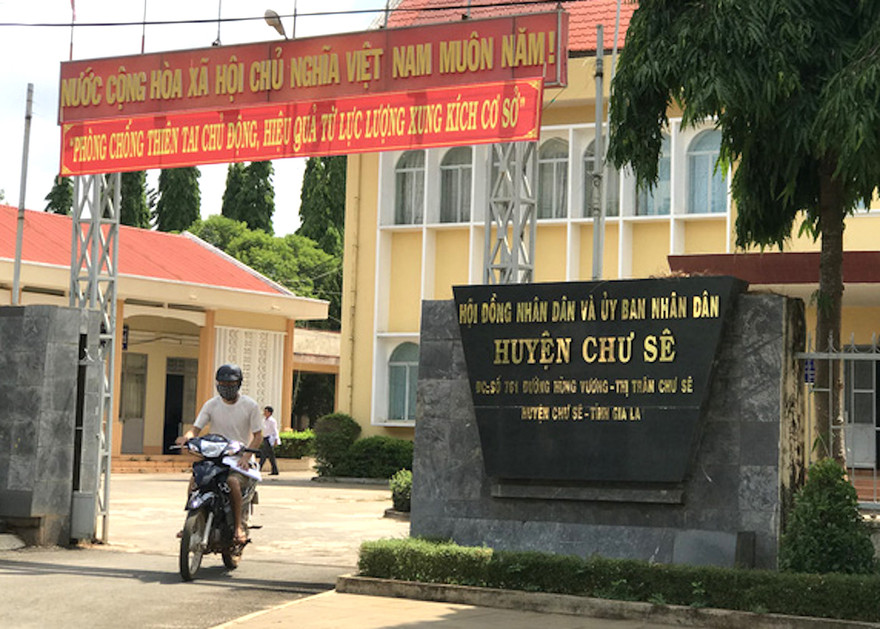 NƯỚC CỘNG HÒA XÃ HỘI CHỦ NGHĨA VIỆT NAM MUÔN NĂM!
"PHÒNG CHỐNG THIÊN TAI CHỦ ĐỘNG, HIỆU QUẢ TỪ LỰC LƯỢNG XUNG KÍCH CƠ SỞ"
HỘI ĐỒNG NHÂN DÂN VÀ ỦY BAN NHÂN DÂN
HUYỆN CHƯ SÊ
ĐC: SỐ 761 ĐƯỜNG HÙNG VƯƠNG - THỊ TRẤN CHƯ SÊ
HUYỆN CHƯ SÊ - TỈNH GIA LA